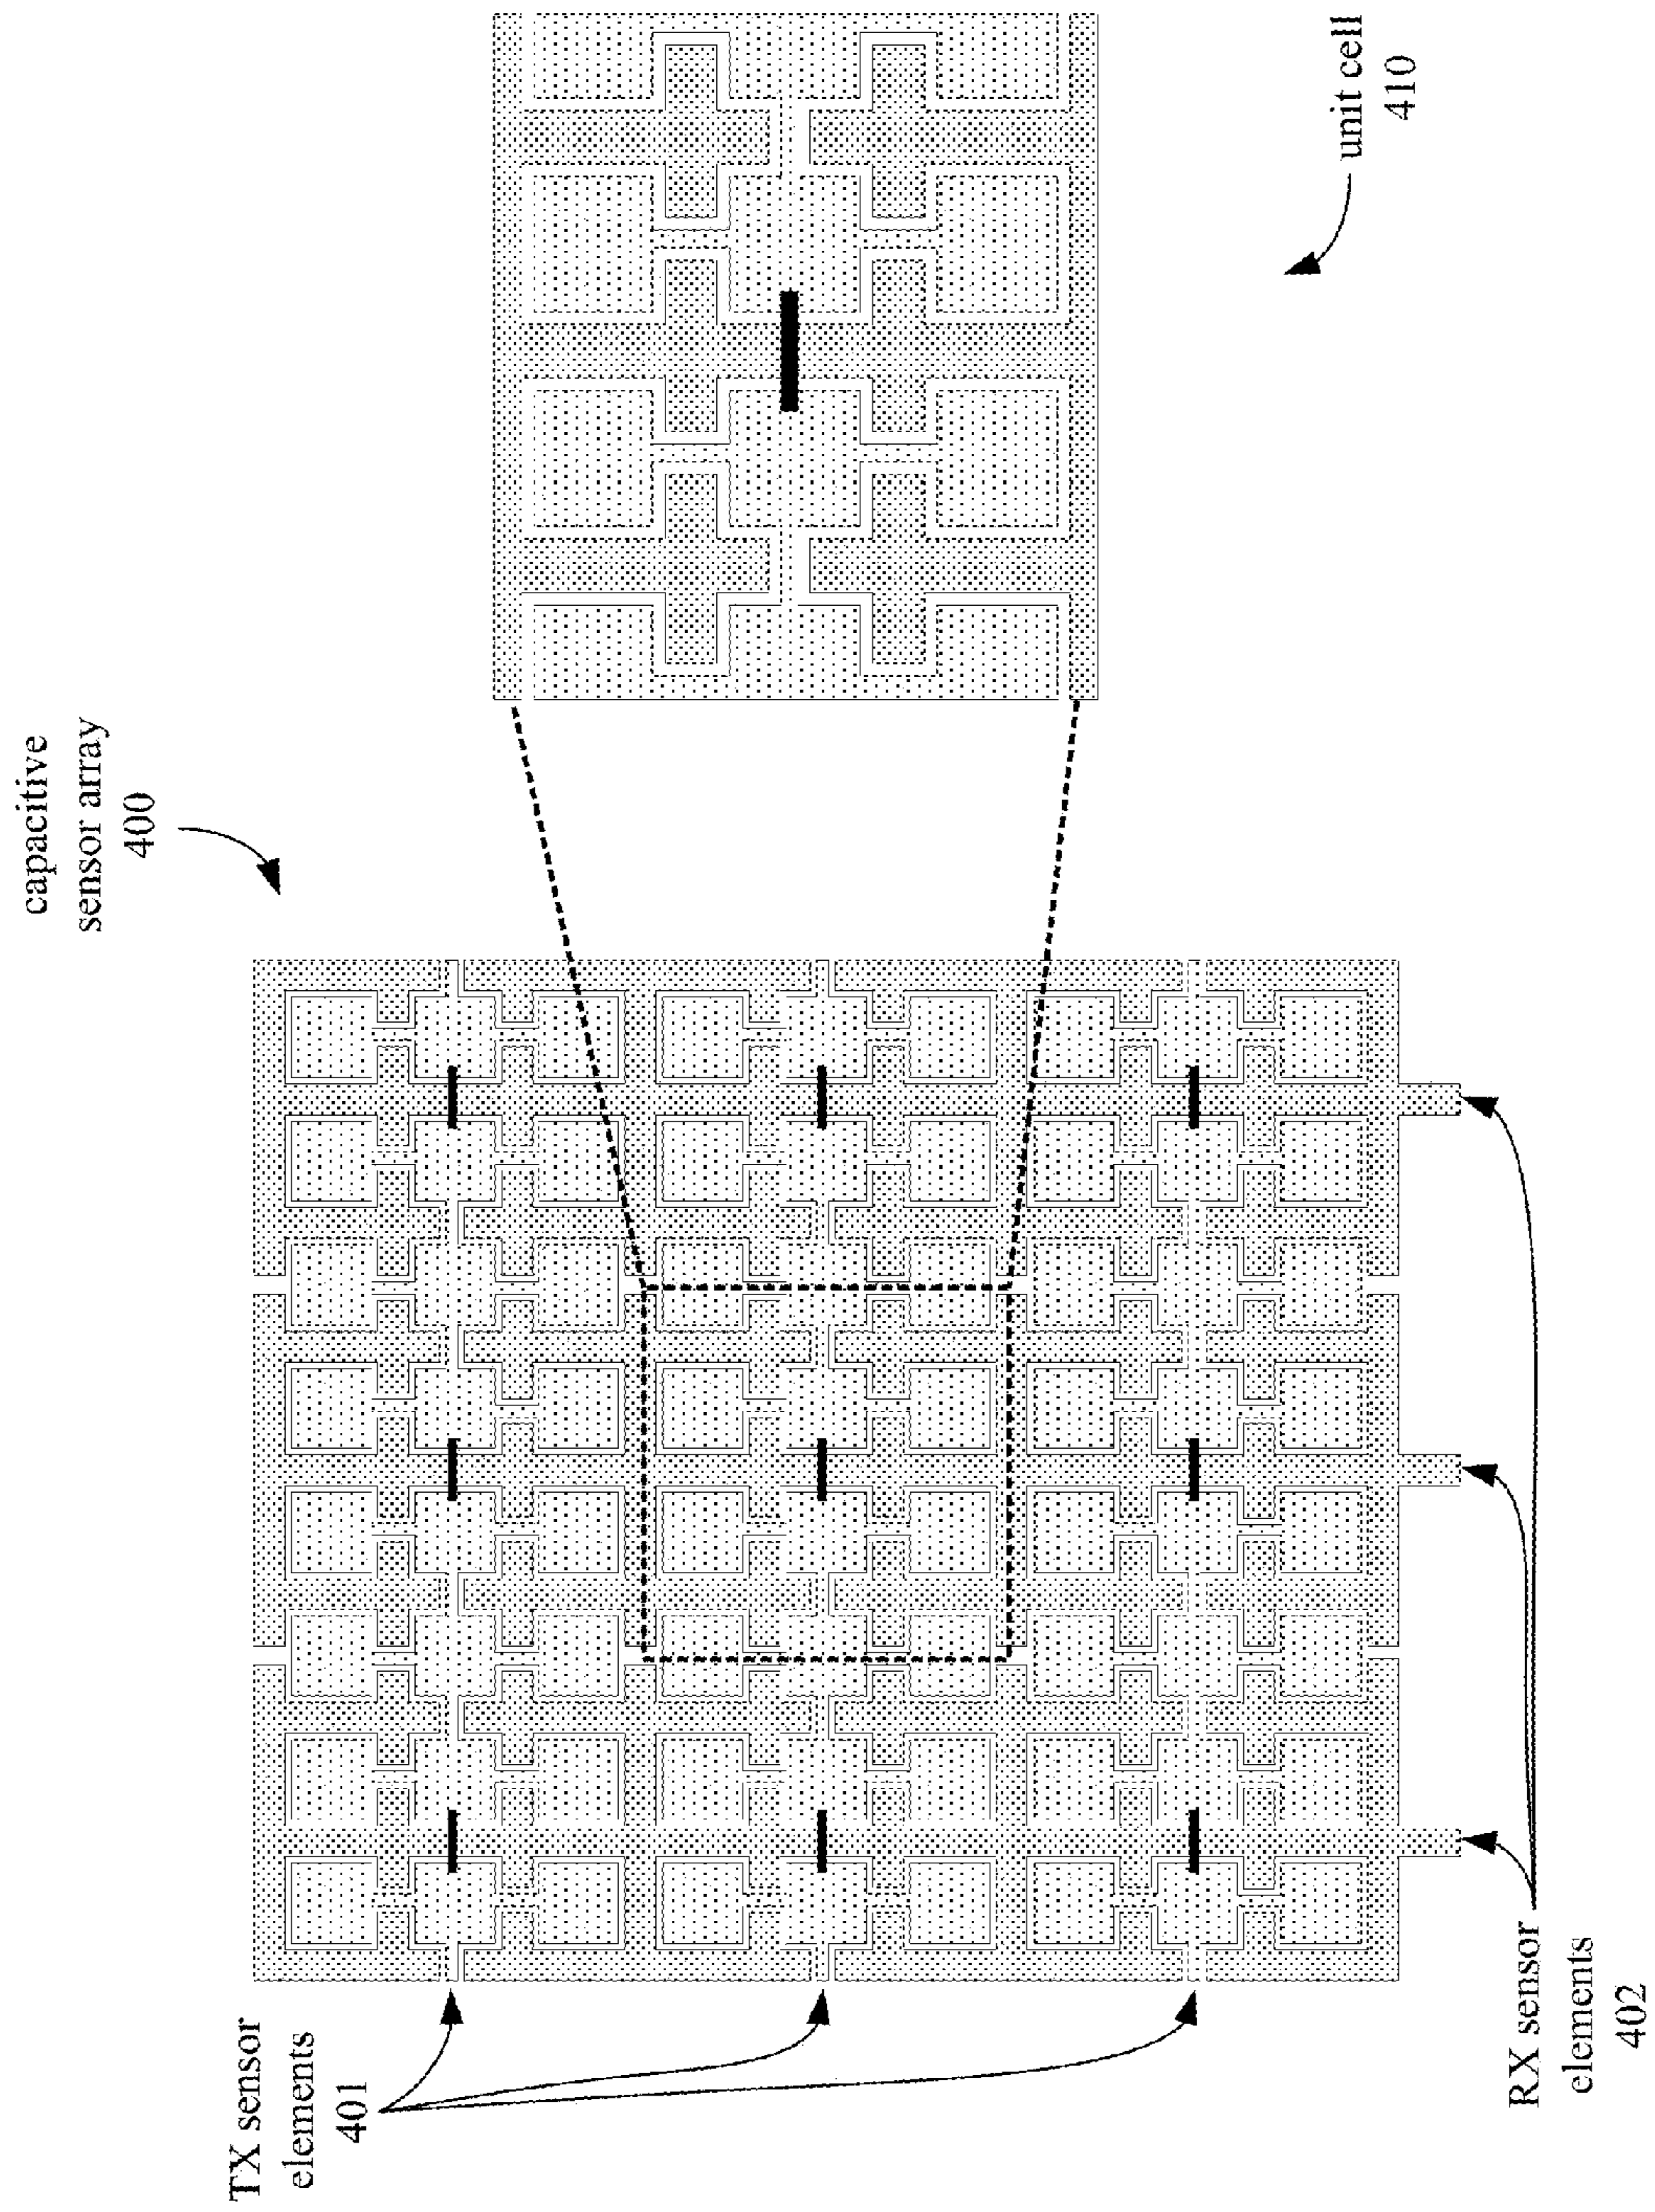 capacitive
sensor array
400
unit cell
410
TX sensor
elements
401
RX sensor
elements
402